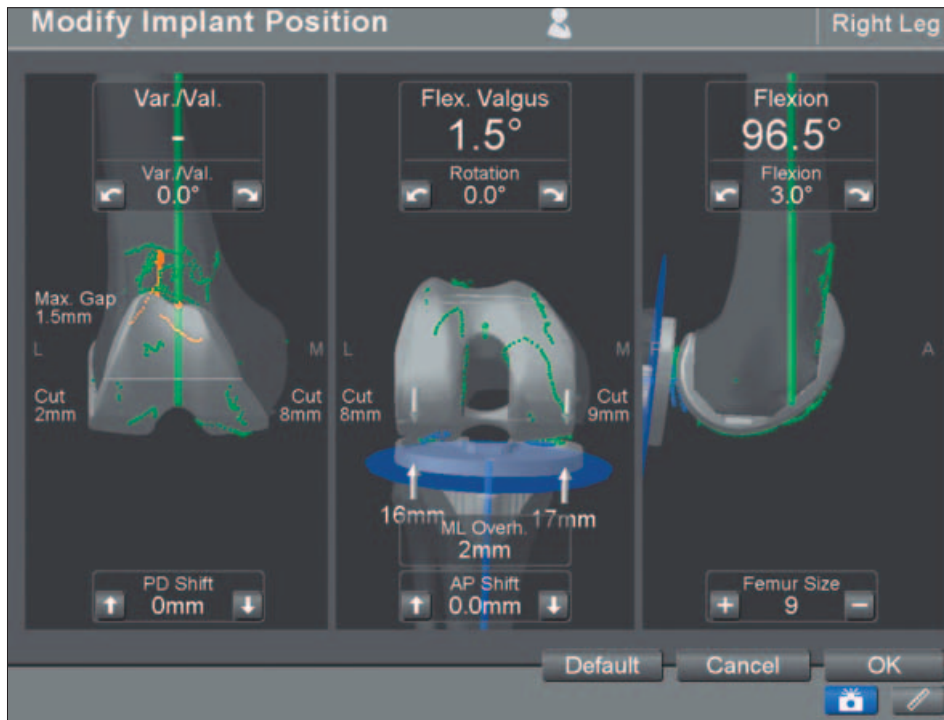 Modify Implant Position
Right Leg
Var./Val.
-
Var./Val.
0.0°
Max. Gap
1.5mm
L
M
Cut
2mm
Cut
8mm
PD Shift
0mm
Flex. Valgus
1.5°
Rotation
0.0°
L
M
Cut
8mm
Cut
9mm
16mm
17mm
ML Overh.
2mm
AP Shift
0.0mm
Flexion
96.5°
Flexion
3.0°
P
A
Femur Size
+ 9 -
Default
Cancel
OK